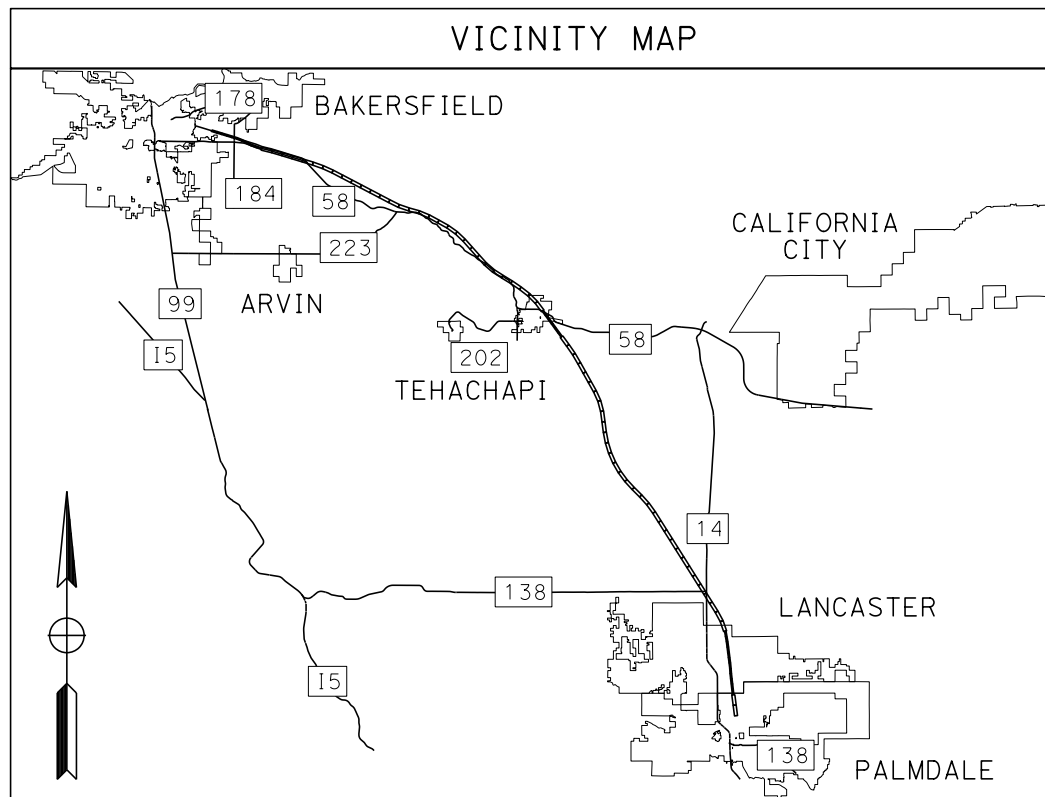 VICINITY MAP
178
BAKERSFIELD
184
58
223
CALIFORNIA
CITY
99
ARVIN
I5
202
58
TEHACHAPI
14
138
LANCASTER
I5
138
PALMDALE